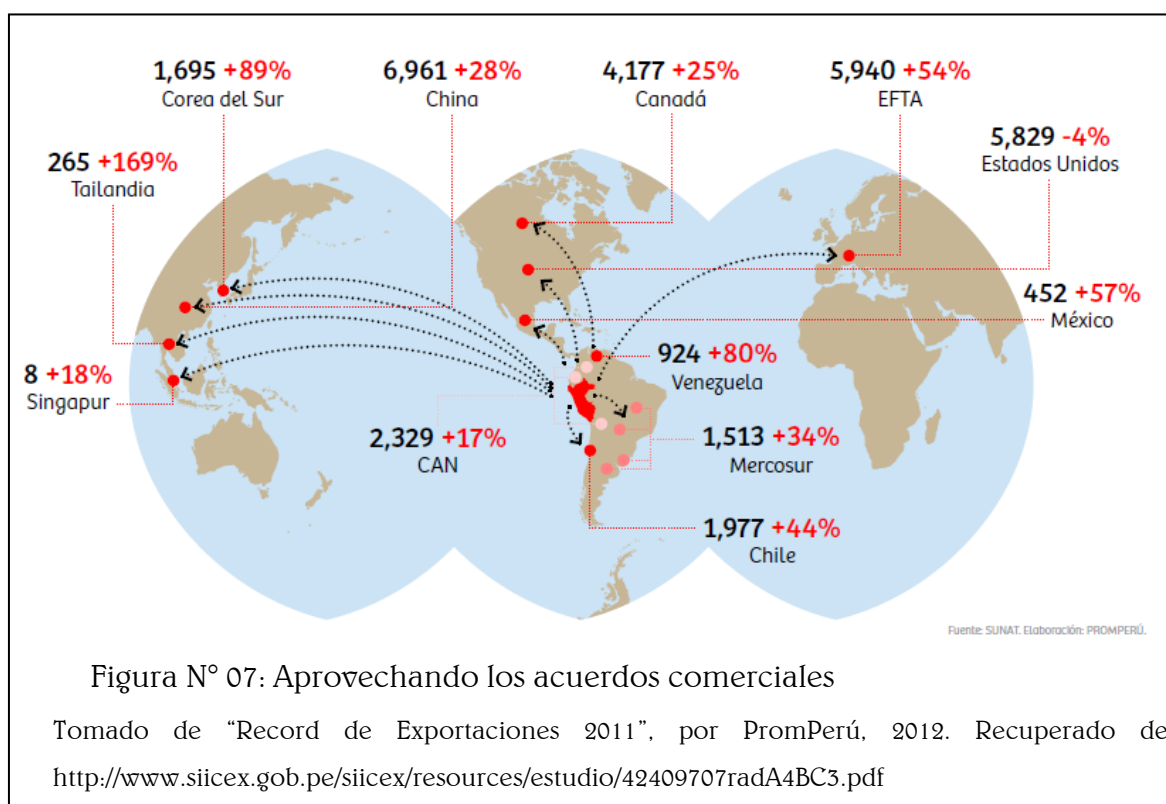 1,695 +89%
Corea del Sur
6,961 +28%
China
4,177 +25%
Canadá
5,940 +54%
EFTA
5,829 -4%
Estados Unidos
265 +169%
Tailandia
452 +57%
México
8 +18%
Singapur
924 +80%
Venezuela
2,329 +17%
CAN
1,513 +34%
Mercosur
1,977 +44%
Chile
Fuente: SUNAT. Elaboración: PROMPERÚ.
Figura N° 07: Aprovechando los acuerdos comerciales
Tomado de “Record de Exportaciones 2011”, por PromPerú, 2012. Recuperado de
http://www.siicex.gob.pe/siicex/resources/estudio/42409707radA4BC3.pdf